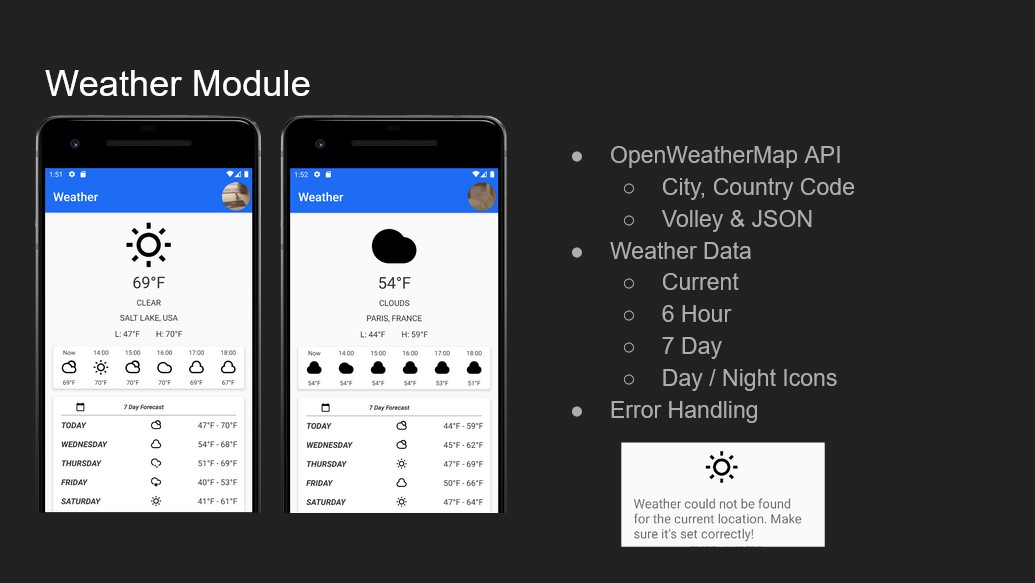 Weather Module
1:51
Weather
69°F
CLEAR
SALT LAKE, USA
L: 47°F H: 70°F
Now 14:00 15:00 16:00 17:00 18:00
69°F 70°F 70°F 70°F 69°F 67°F
7 Day Forecast
TODAY 47°F - 70°F
WEDNESDAY 54°F - 68°F
THURSDAY 51°F - 69°F
FRIDAY 40°F - 53°F
SATURDAY 41°F - 61°F
1:52
Weather
54°F
CLOUDS
PARIS, FRANCE
L: 44°F H: 59°F
Now 14:00 15:00 16:00 17:00 18:00
54°F 54°F 54°F 54°F 53°F 51°F
7 Day Forecast
TODAY 44°F - 59°F
WEDNESDAY 45°F - 62°F
THURSDAY 47°F - 69°F
FRIDAY 50°F - 66°F
SATURDAY 47°F - 64°F
● OpenWeatherMap API
○ City, Country Code
○ Volley & JSON
● Weather Data
○ Current
○ 6 Hour
○ 7 Day
○ Day / Night Icons
● Error Handling
Weather could not be found
for the current location. Make
sure it's set correctly!